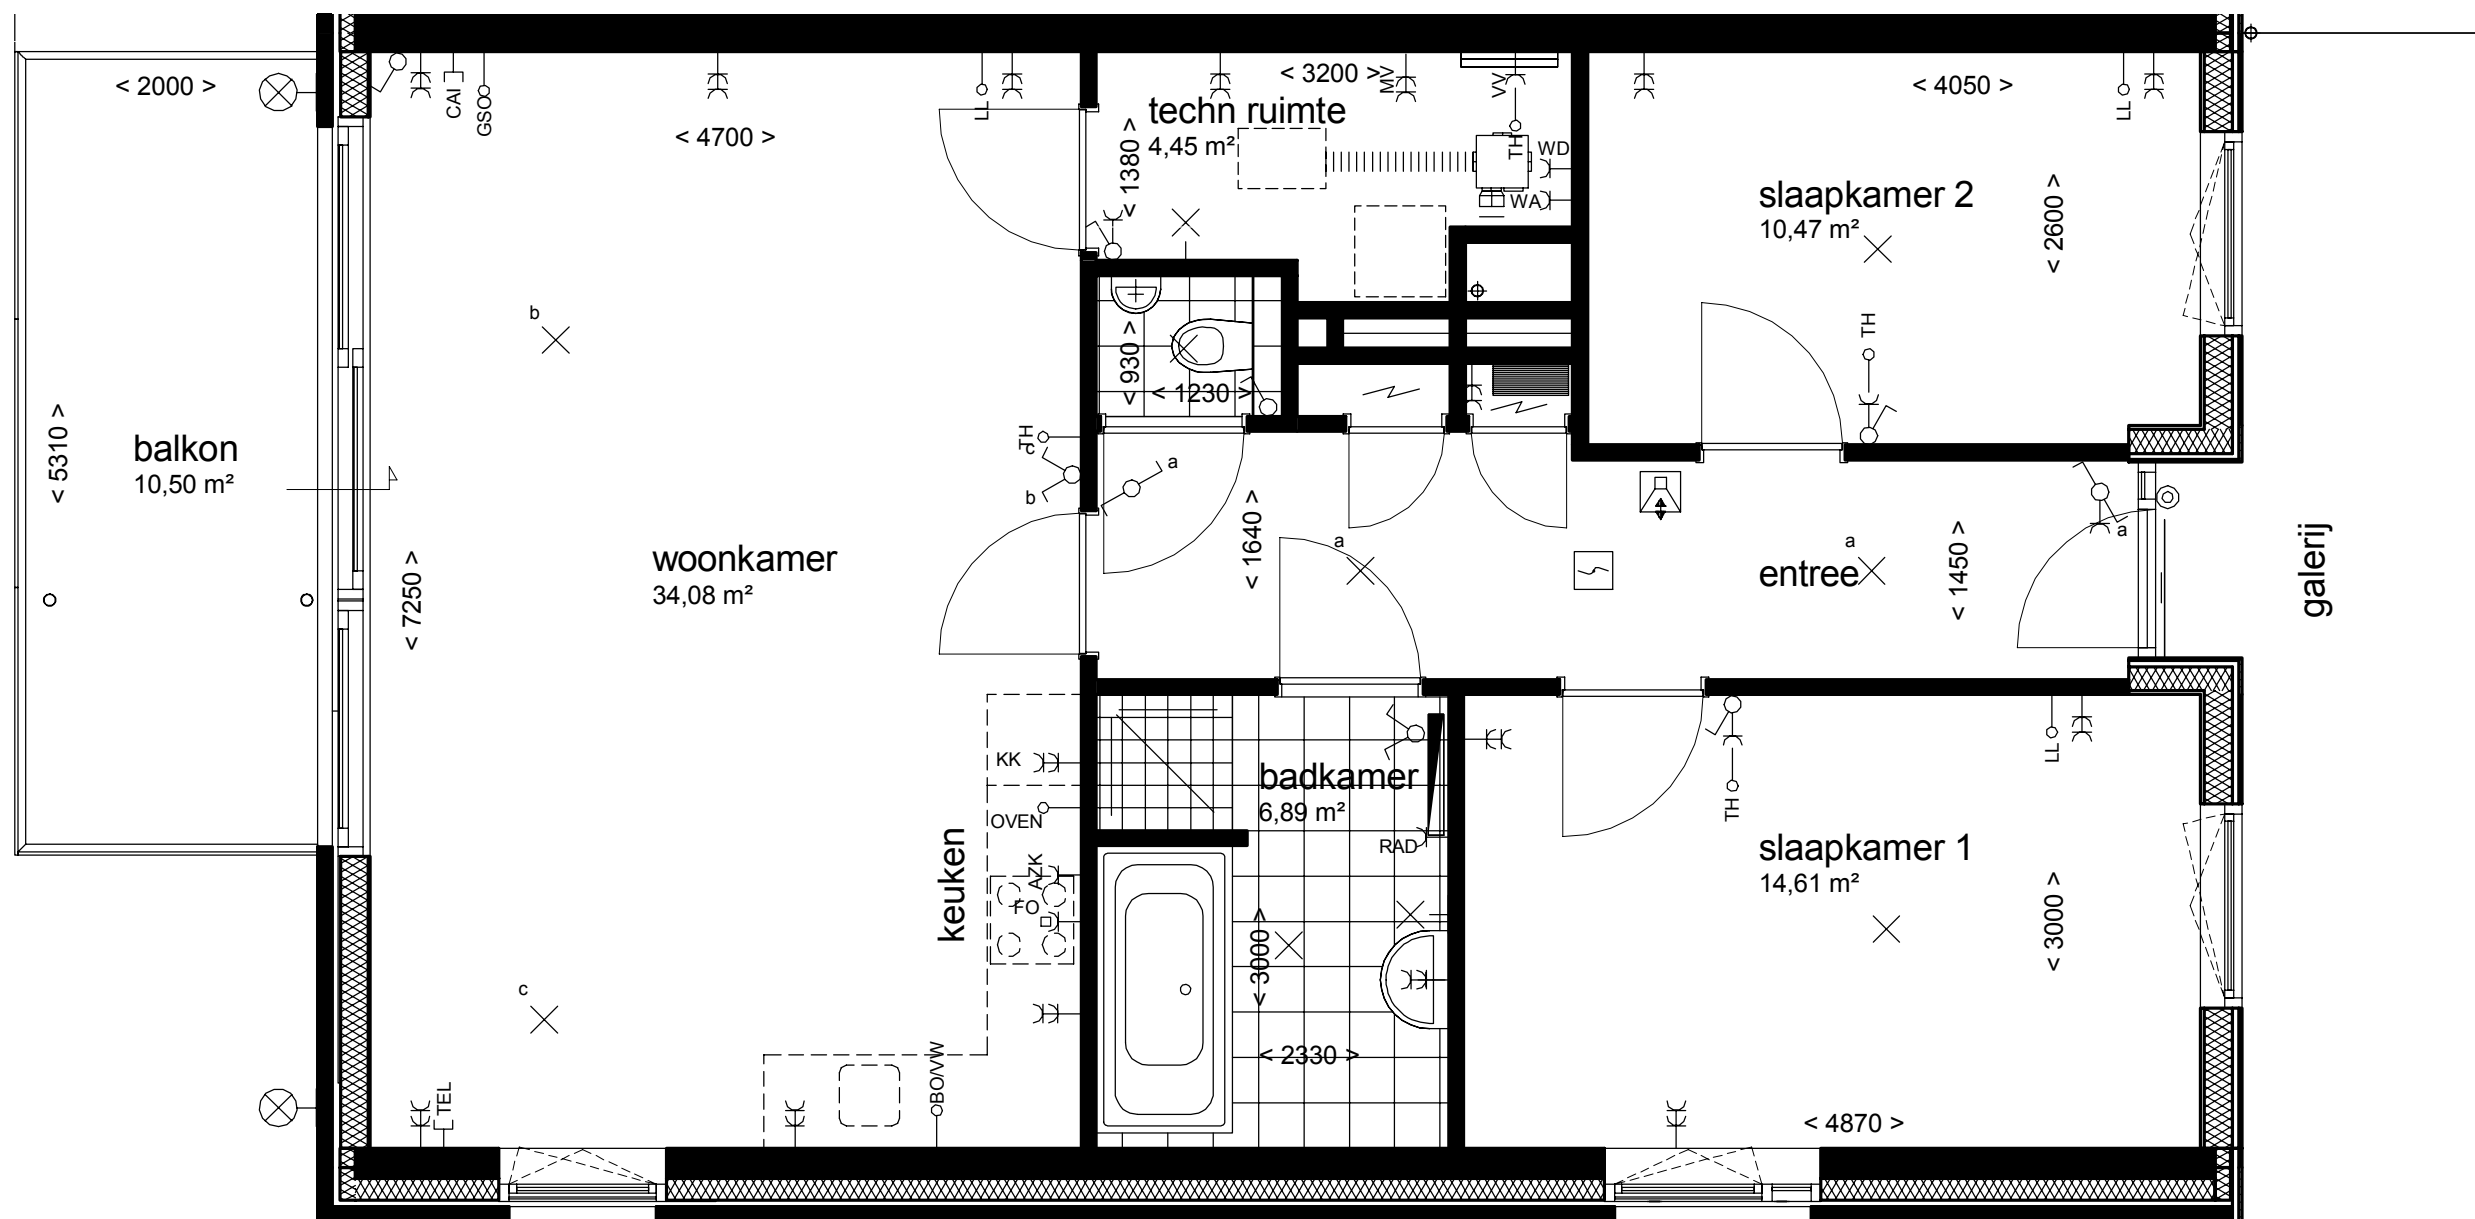 < 2000 >
CAI
GSO
< 4700 >
LL
< 3200 >
MV
VV
techn ruimte
4,45 m²
< 1380 >
TH
WD
WA
< 4050 >
LL
slaapkamer 2
10,47 m²
< 2600 >
TH
b
< 930 >
< 1230 >
balkon
10,50 m²
< 5310 >
TH
c
b
a
woonkamer
34,08 m²
< 7250 >
< 1640 >
a
a
entree
< 1450 >
a
galerij
KK
OVEN
keuken
AZK
FO
badkamer
6,89 m²
RAD
< 3000 >
< 2330 >
LL
TH
slaapkamer 1
14,61 m²
< 3000 >
c
TEL
BO/VW
< 4870 >